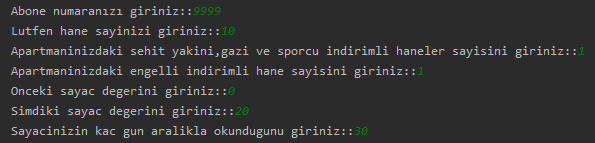 Abone numaranızı giriniz::9999
Lutfen hane sayinizi giriniz::10
Apartmaninizdaki sehit yakini,gazi ve sporcu indirimli haneler sayisini giriniz::1
Apartmaninizdaki engelli indirimli hane sayisini giriniz::1
Onceki sayac degerini giriniz::0
Simdiki sayac degerini giriniz::20
Sayacinizin kac gun aralikla okundugunu giriniz::30